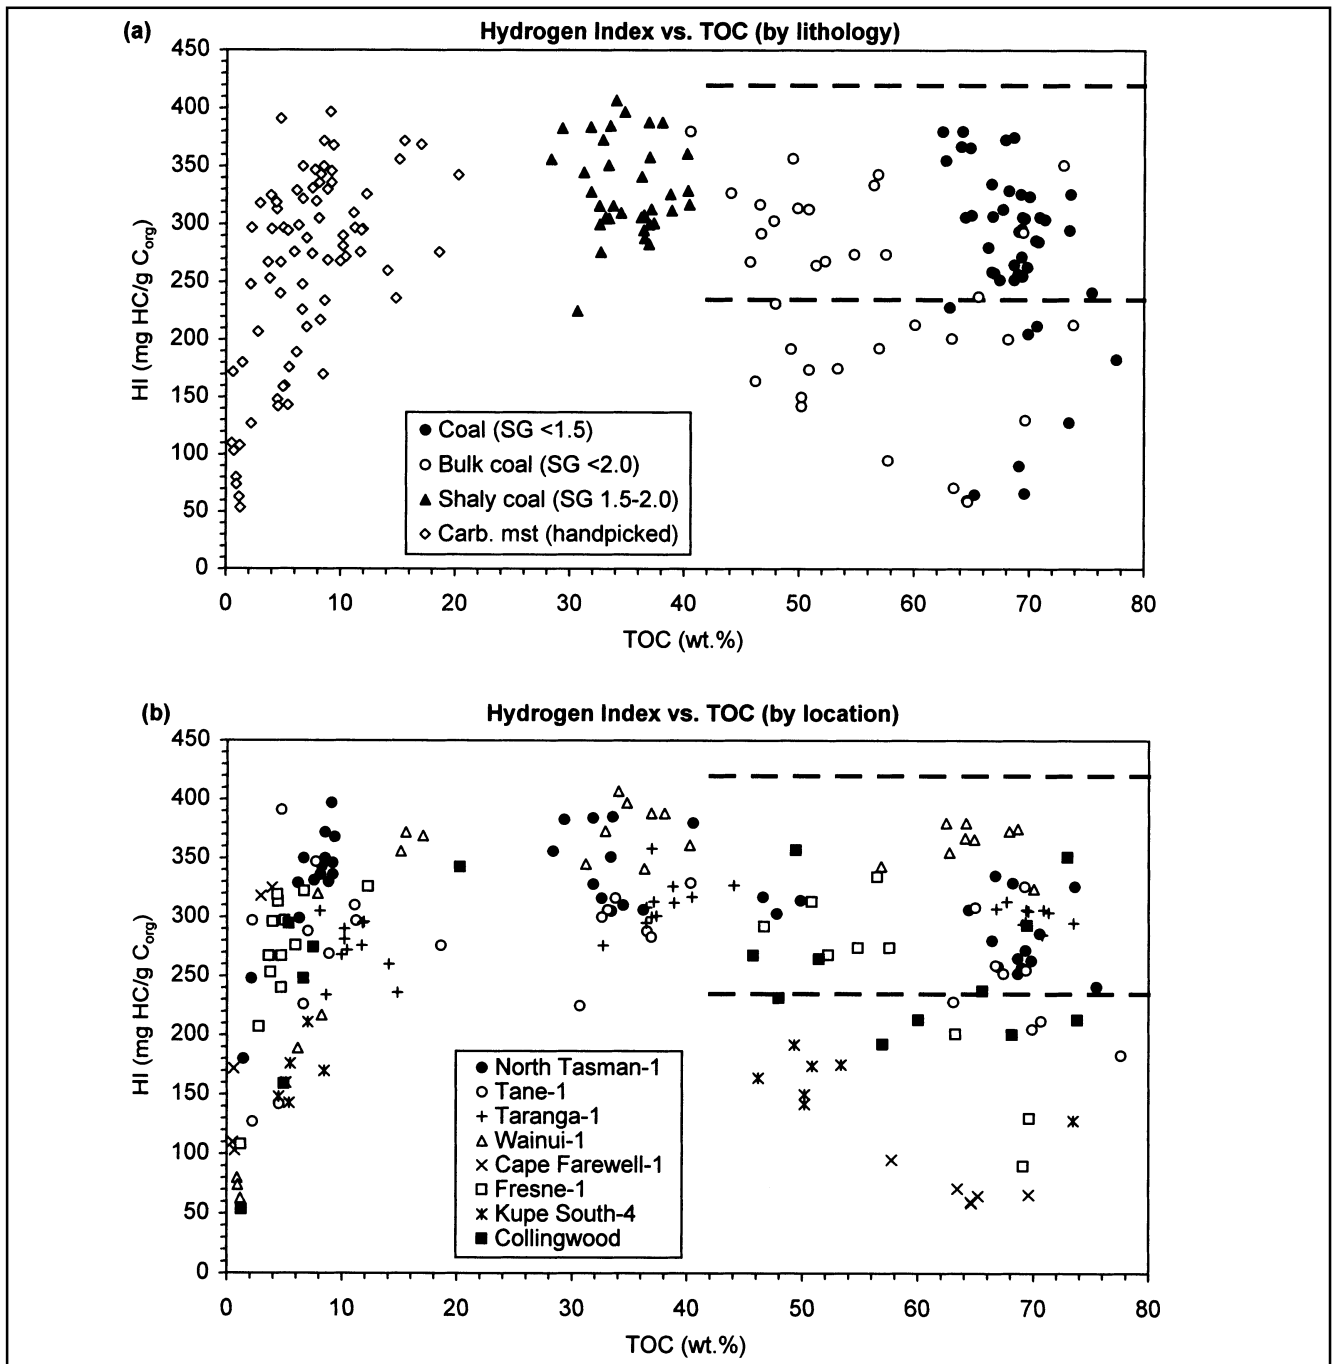 (a)
Hydrogen Index vs. TOC (by lithology)
450
400
350
300
250
200
150
100
50
0
HI (mg HC/g Corg)
Coal (SG <1.5)
Bulk coal (SG <2.0)
Shaly coal (SG 1.5-2.0)
Carb. mst (handpicked)
0 10 20 30 40 50 60 70 80
TOC (wt.%)
(b)
Hydrogen Index vs. TOC (by location)
450
400
350
300
250
200
150
100
50
0
HI (mg HC/g Corg)
North Tasman-1
Tane-1
Taranga-1
Wainui-1
Cape Farewell-1
Fresne-1
Kupe South-4
Collingwood
0 10 20 30 40 50 60 70 80
TOC (wt.%)